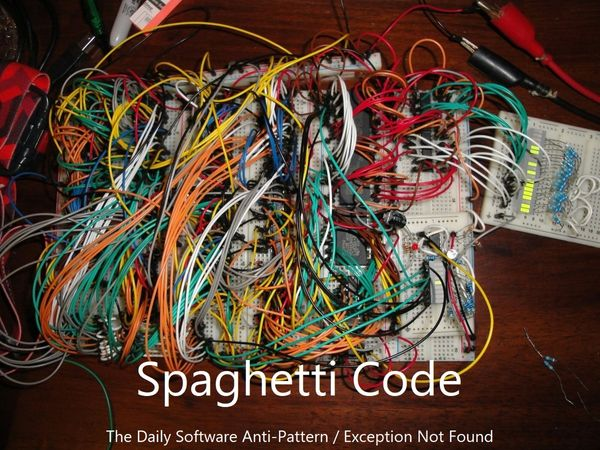 Spaghetti Code
The Daily Software Anti-Pattern / Exception Not Found